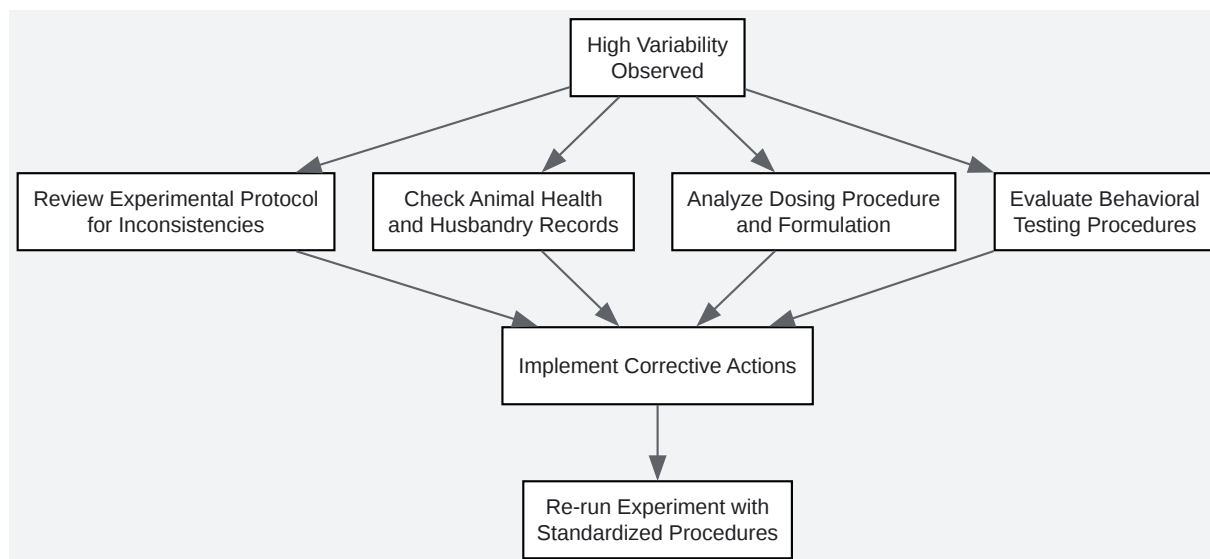 High Variability
Observed
Review Experimental Protocol
for Inconsistencies
Check Animal Health
and Husbandry Records
Analyze Dosing Procedure
and Formulation
Evaluate Behavioral
Testing Procedures
Implement Corrective Actions
Re-run Experiment with
Standardized Procedures